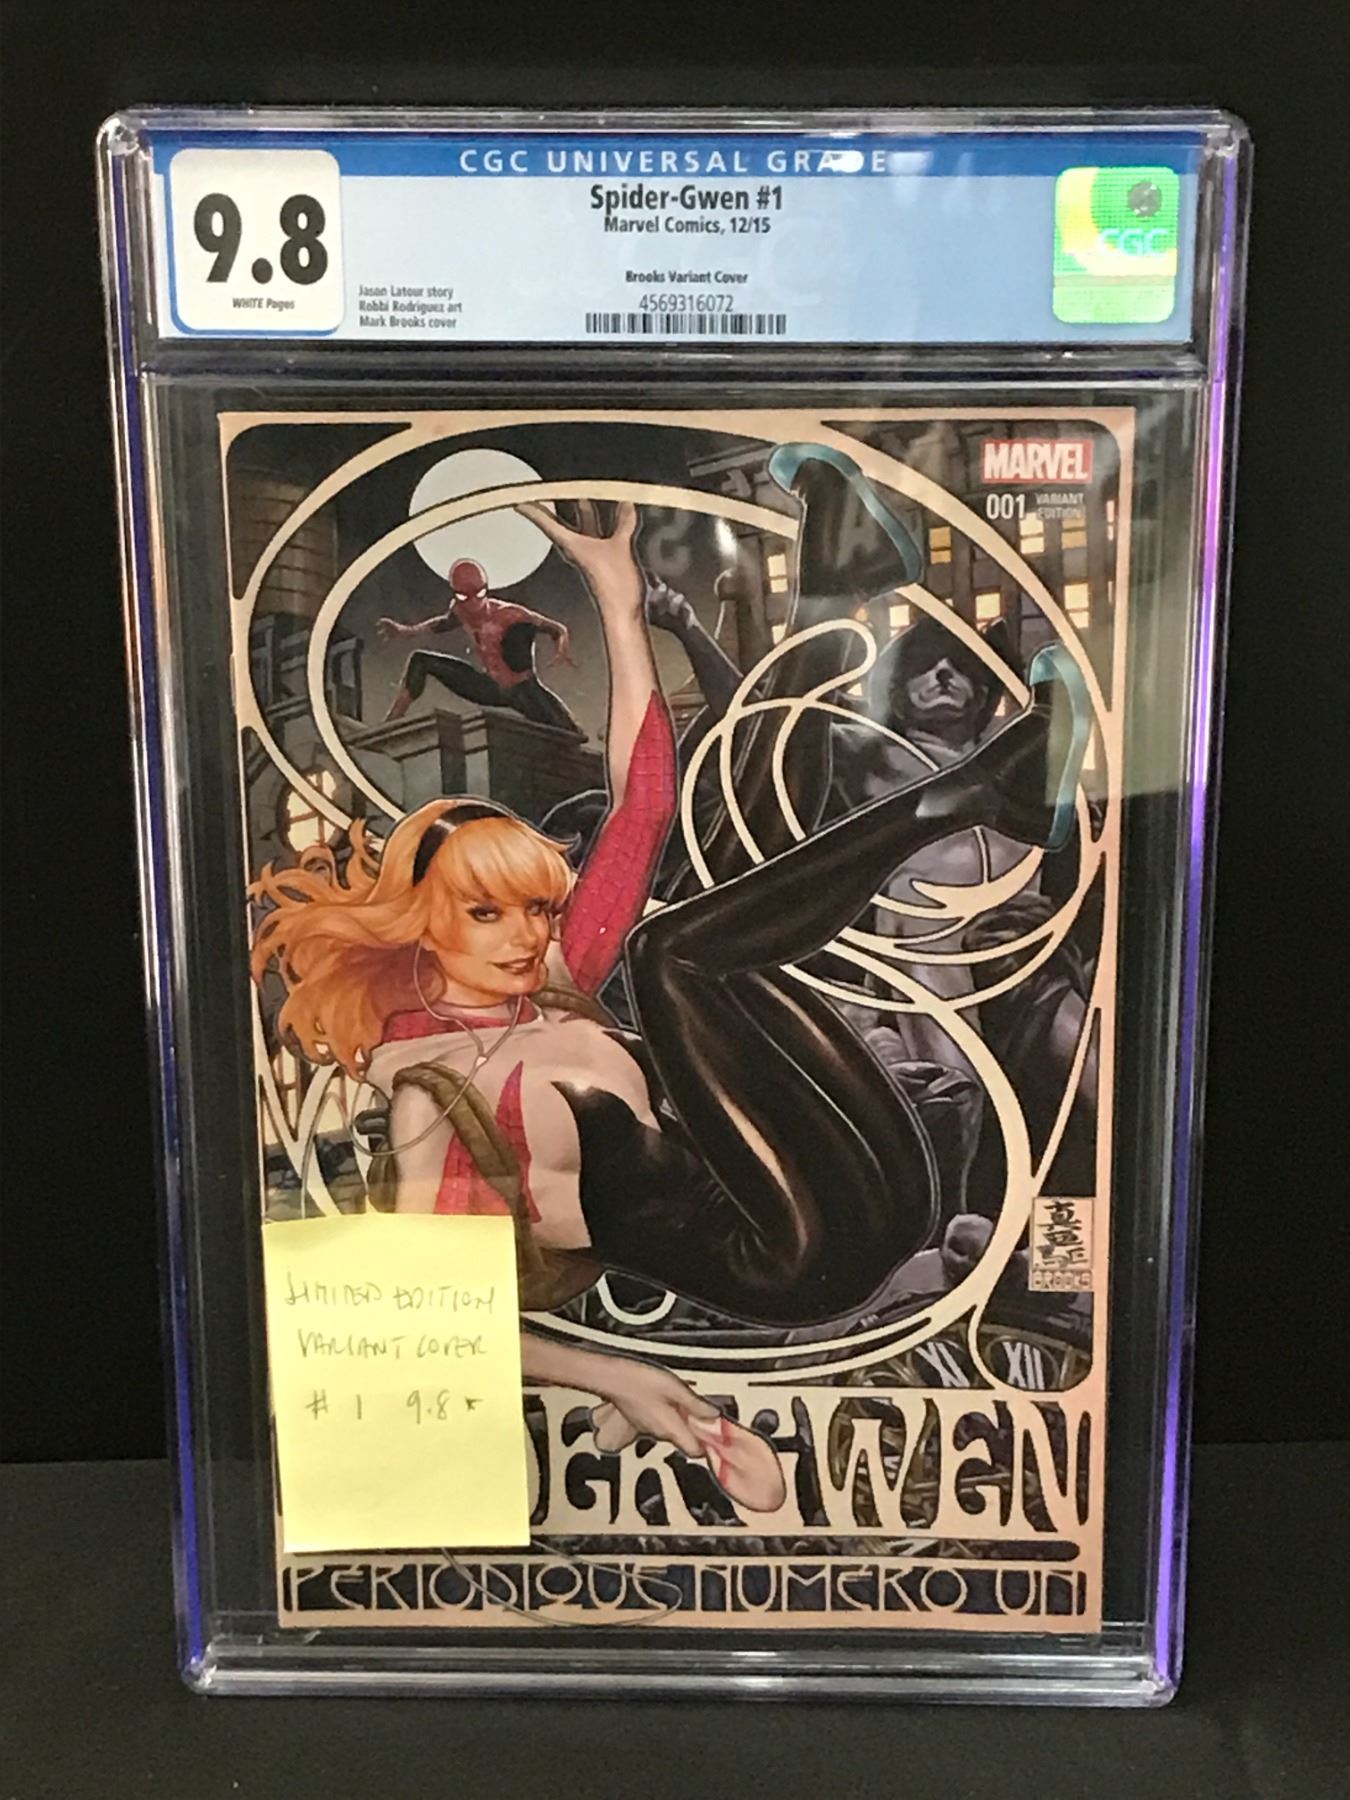 CGC UNIVERSAL GRADE
9.8
WHITE Pages
Spider-Gwen #1
Marvel Comics, 12/15
Brooks Variant Cover
4569316072
Jason Latour story
Robbi Rodriguez art
Mark Brooks cover
CGC
MARVEL
001 VARIANT
EDITION
BROOKS
XI XII
LIMITED EDITION
VARIANT COVER
# 1 9.8
DER GWEN
PERIODIQUE NUMERO UN